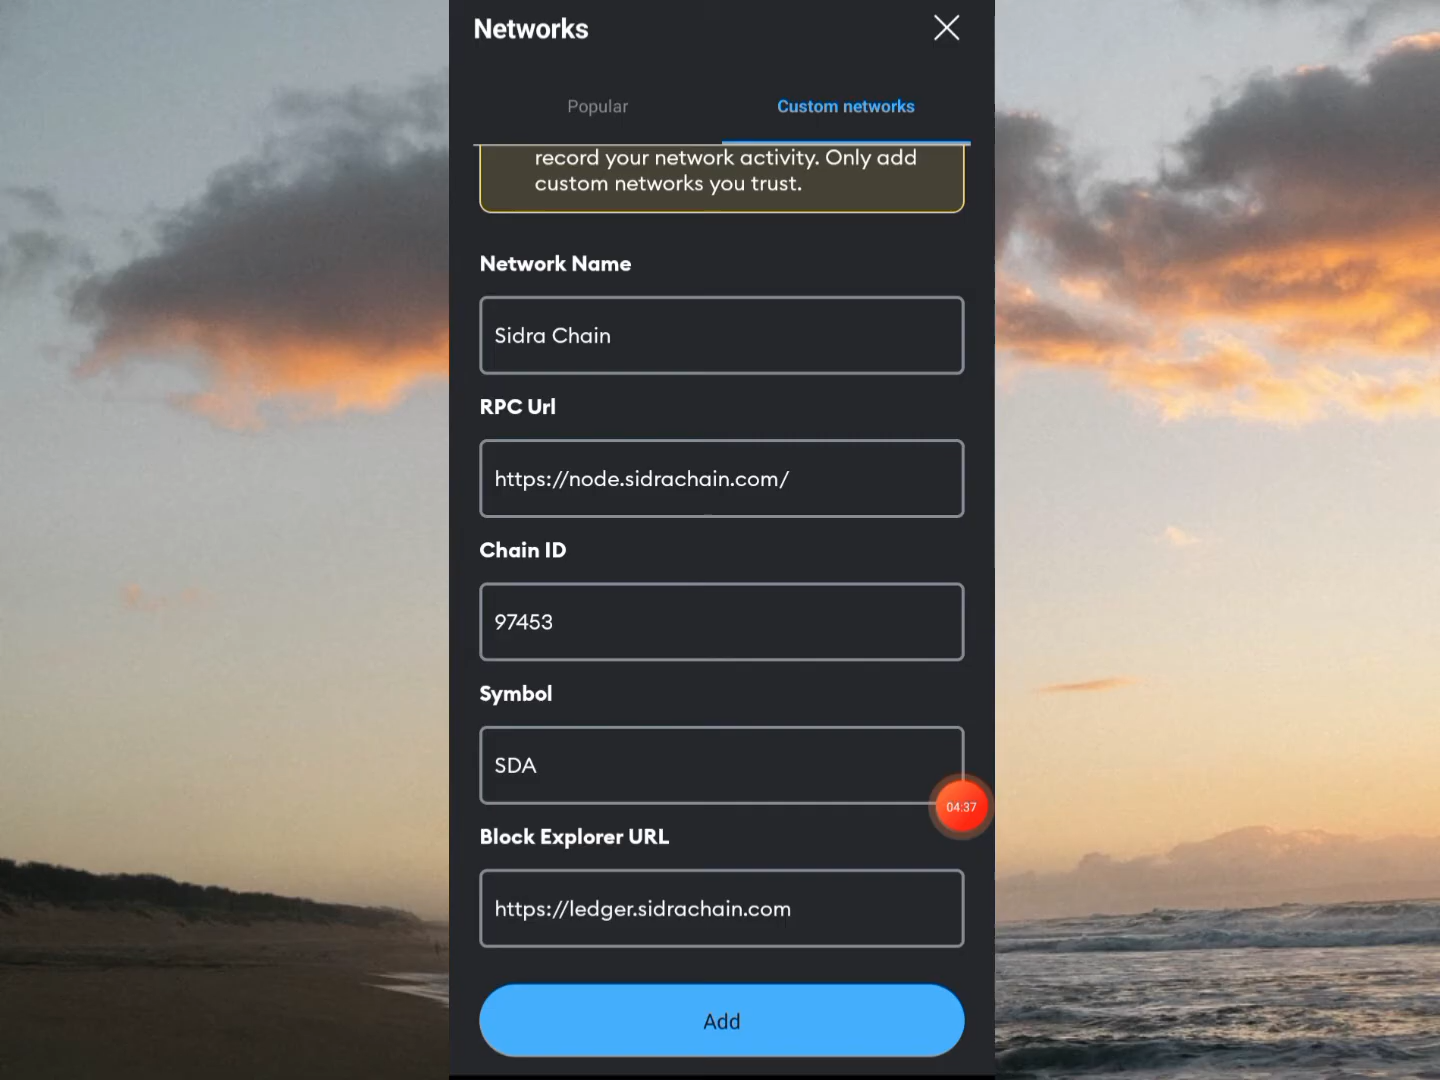 Networks
Popular
Custom networks
record your network activity. Only add
custom networks you trust.
Network Name
Sidra Chain
RPC Url
https://node.sidrachain.com/
Chain ID
97453
Symbol
SDA
04:37
Block Explorer URL
https://ledger.sidrachain.com
Add